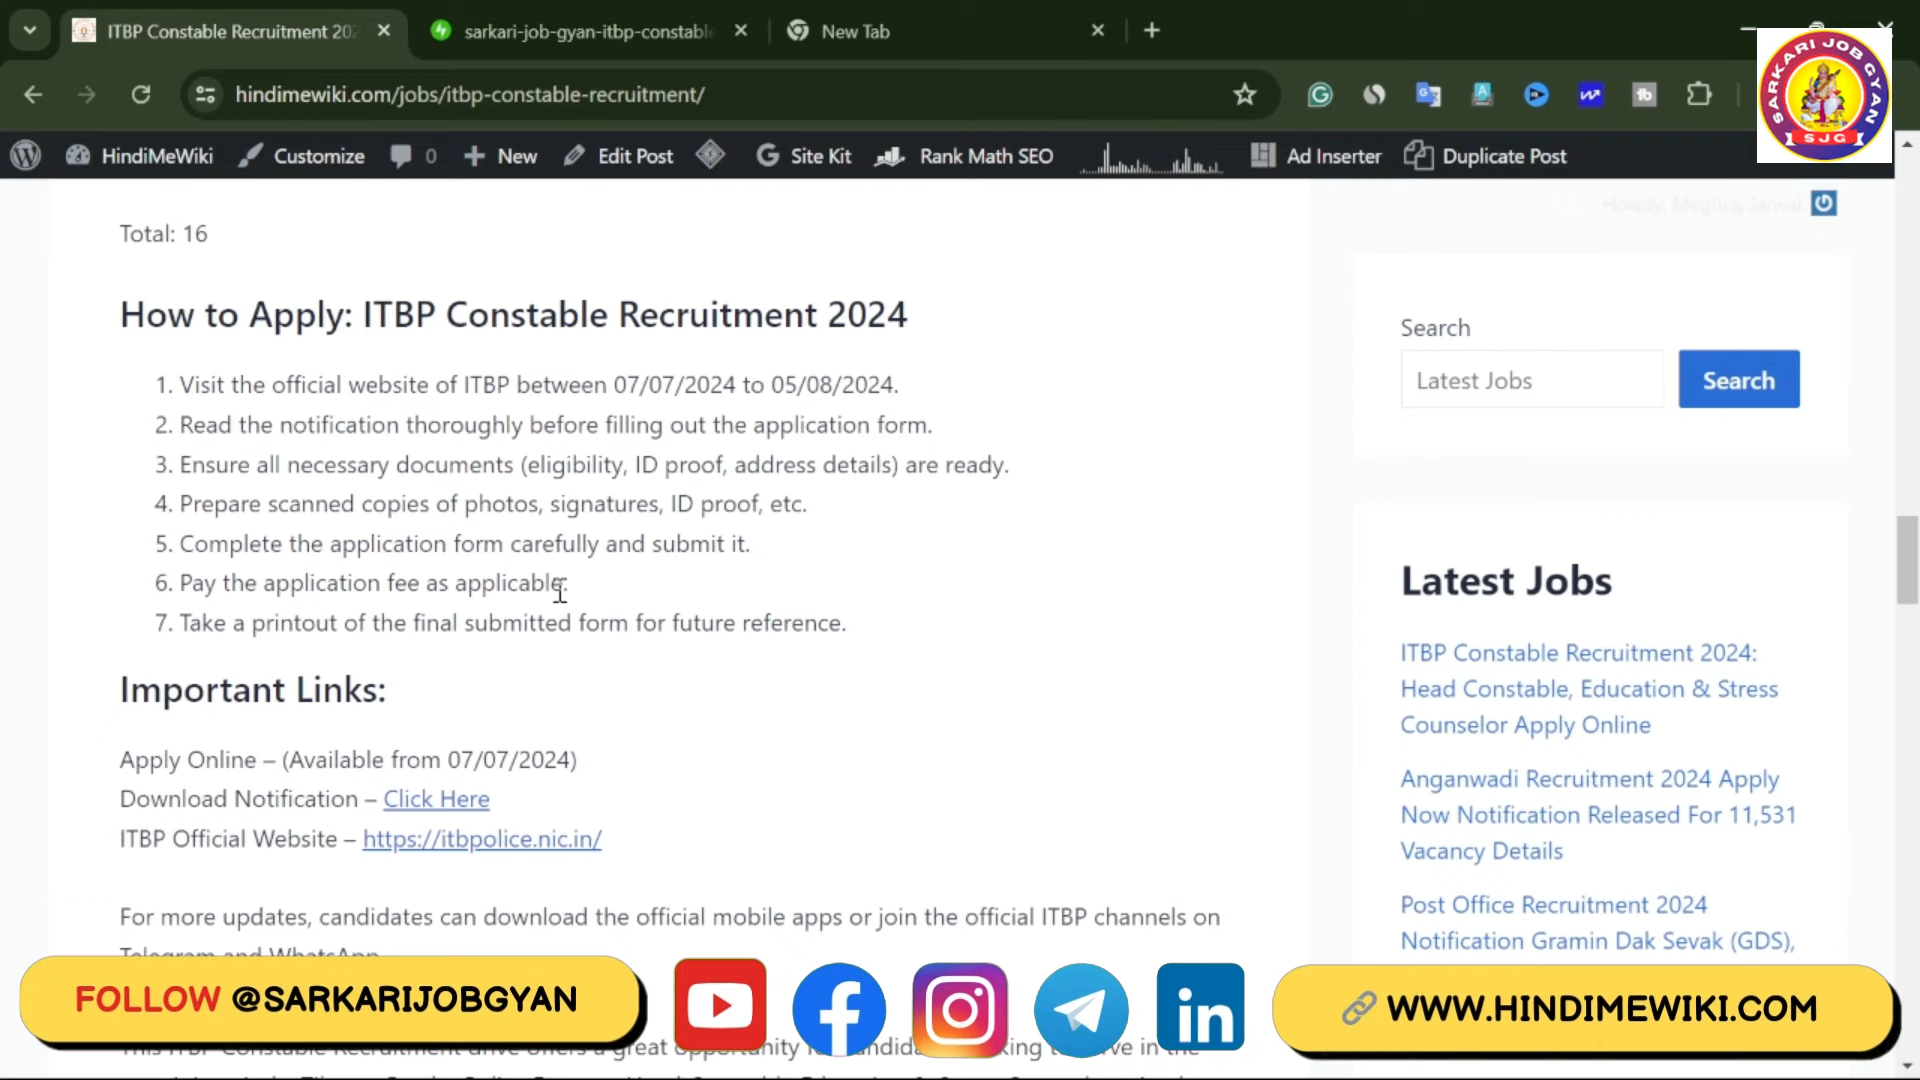 ITBP Constable Recruitment 202
sarkari-job-gyan-itbp-constable
New Tab
hindimewiki.com/jobs/itbp-constable-recruitment/
SARKARI JOB GYAN
SJG
HindiMeWiki Customize 0 New Edit Post Site Kit Rank Math SEO Ad Inserter Duplicate Post
Howdy, Meghraj Jarwal
Total: 16
How to Apply: ITBP Constable Recruitment 2024
1. Visit the official website of ITBP between 07/07/2024 to 05/08/2024.
2. Read the notification thoroughly before filling out the application form.
3. Ensure all necessary documents (eligibility, ID proof, address details) are ready.
4. Prepare scanned copies of photos, signatures, ID proof, etc.
5. Complete the application form carefully and submit it.
6. Pay the application fee as applicable.
7. Take a printout of the final submitted form for future reference.
Important Links:
Apply Online – (Available from 07/07/2024)
Download Notification – Click Here
ITBP Official Website – https://itbpolice.nic.in/
For more updates, candidates can download the official mobile apps or join the official ITBP channels on
Telegram and WhatsApp.
Search
Latest Jobs
Search
Latest Jobs
ITBP Constable Recruitment 2024:
Head Constable, Education & Stress
Counselor Apply Online
Anganwadi Recruitment 2024 Apply
Now Notification Released For 11,531
Vacancy Details
Post Office Recruitment 2024
Notification Gramin Dak Sevak (GDS),
FOLLOW @SARKARIJOBGYAN
in
WWW.HINDIMEWIKI.COM